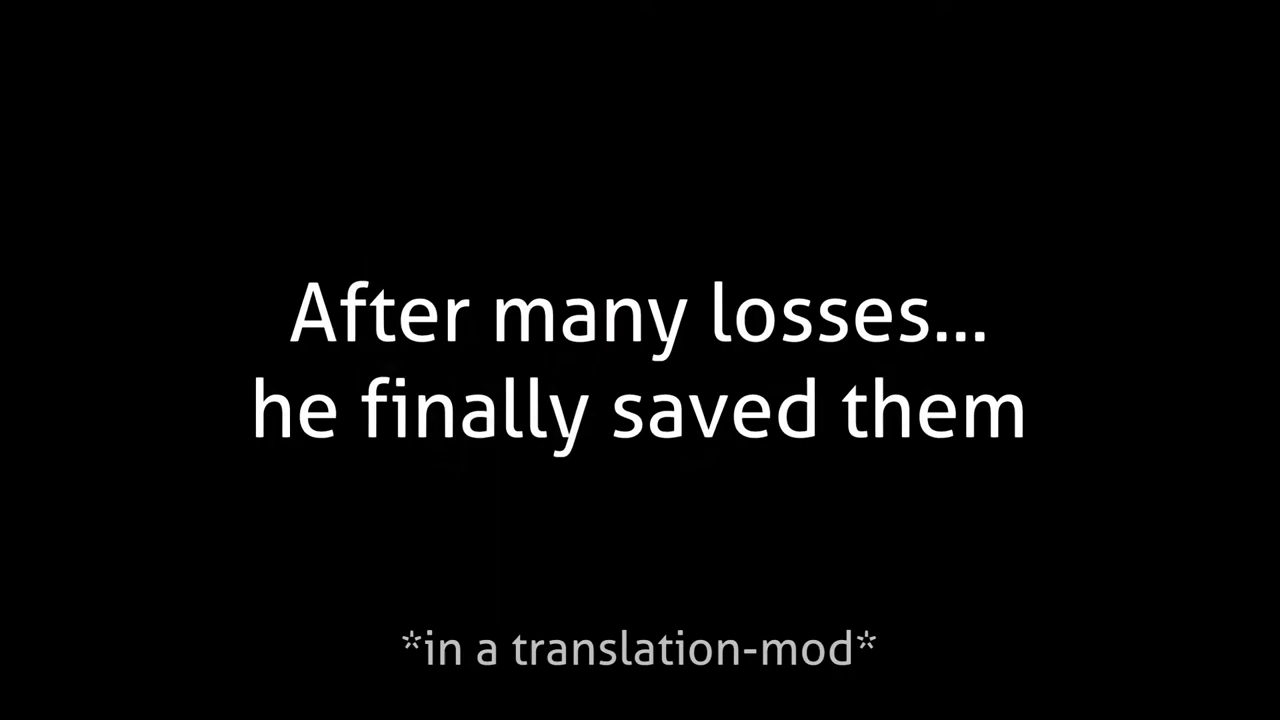 After many losses...
he finally saved them
*in a translation-mod*